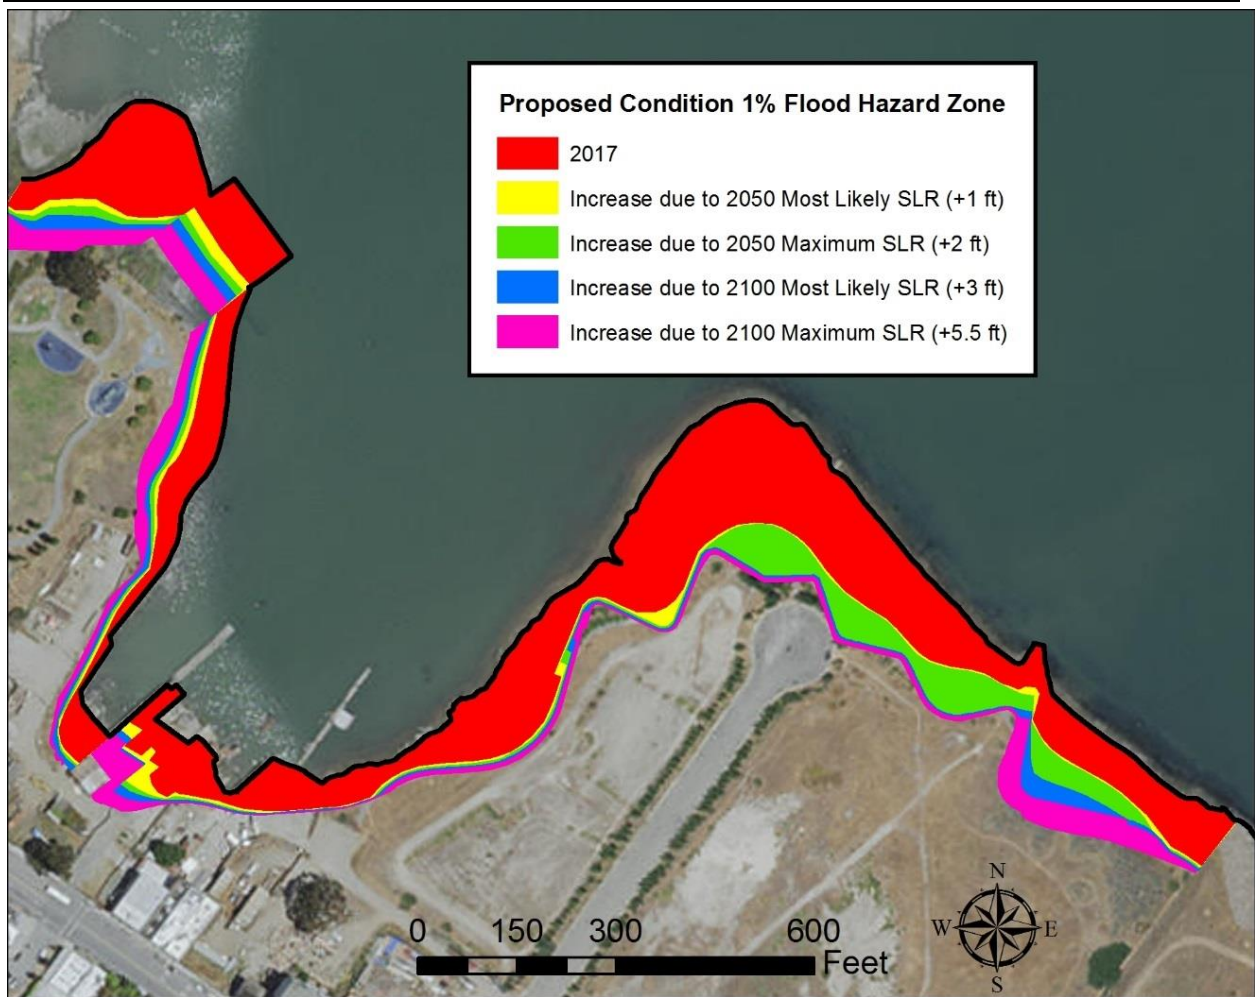 Proposed Condition 1% Flood Hazard Zone
2017
Increase due to 2050 Most Likely SLR (+1 ft)
Increase due to 2050 Maximum SLR (+2 ft)
Increase due to 2100 Most Likely SLR (+3 ft)
Increase due to 2100 Maximum SLR (+5.5 ft)
N
W E
S
0 150 300 600
Feet